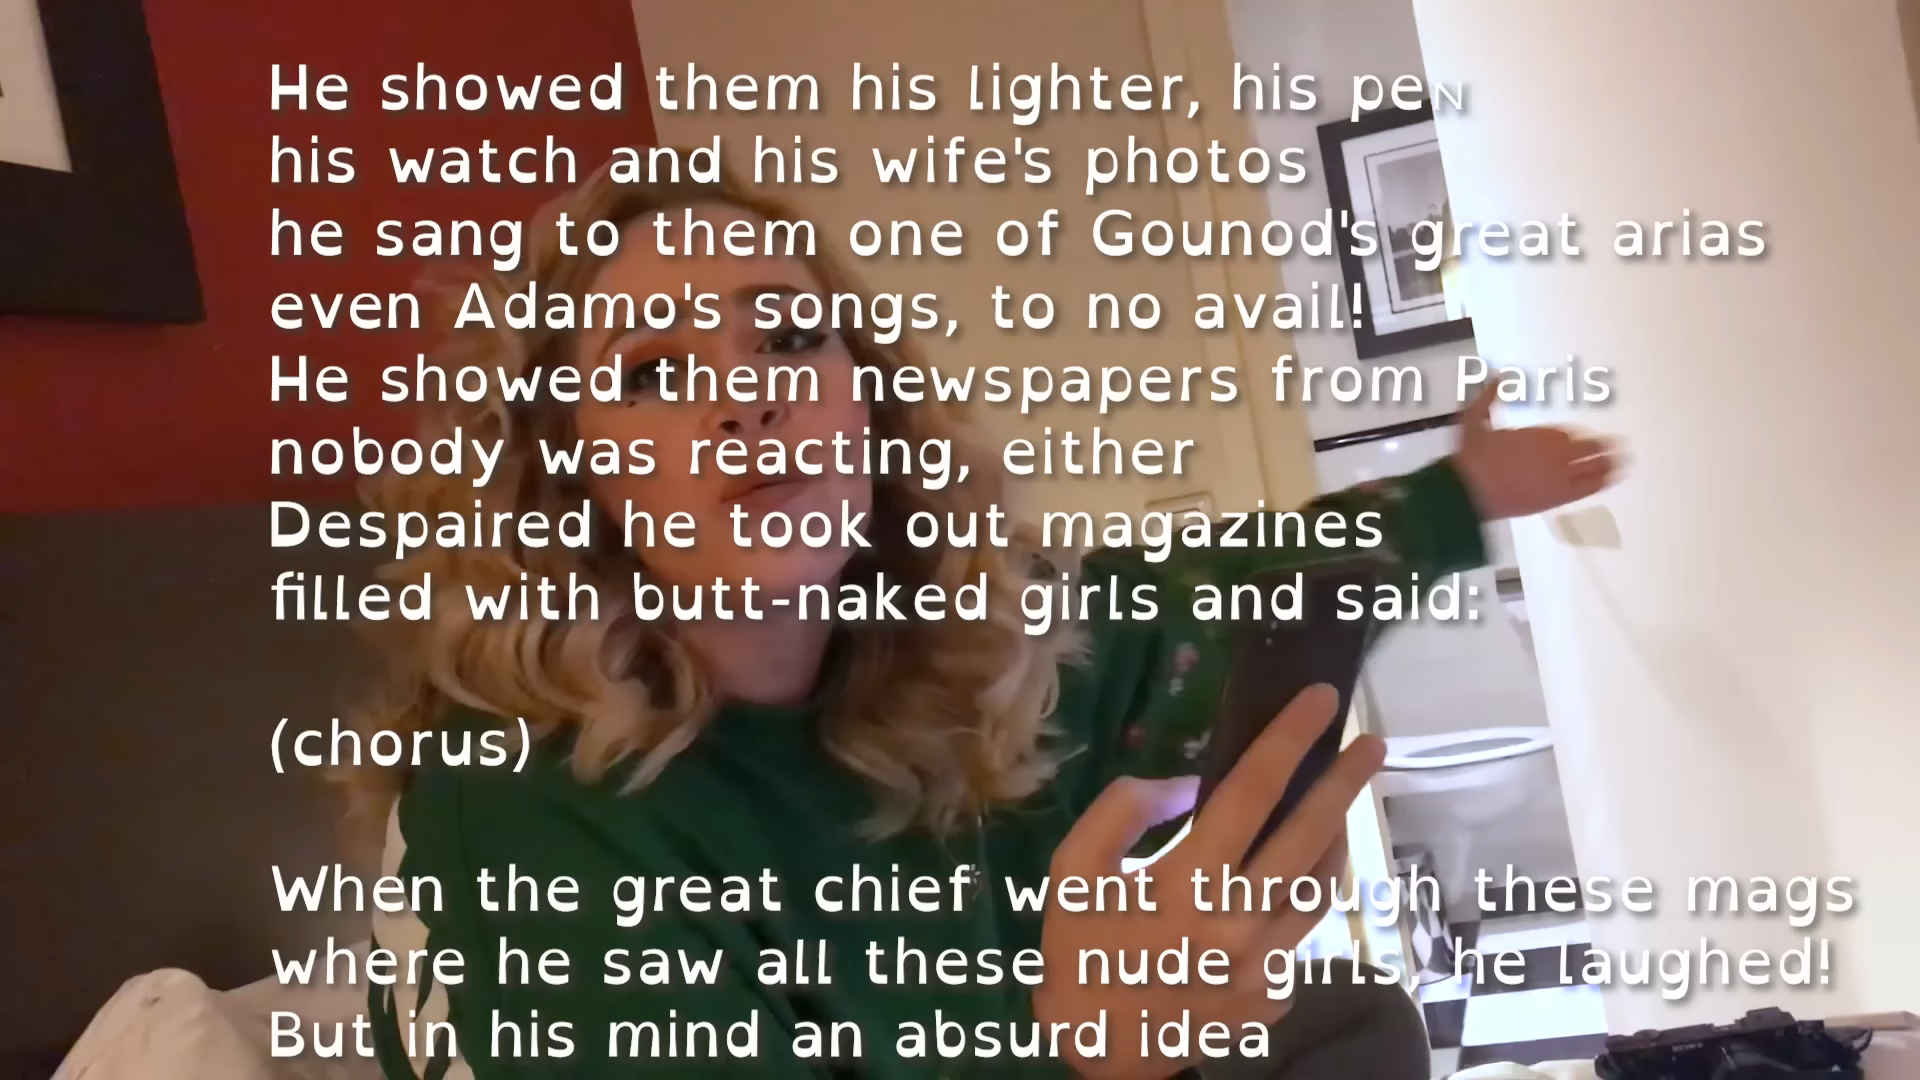 He showed them his lighter, his peN
his watch and his wife's photos
he sang to them one of Gounod's great arias
even Adamo's songs, to no avail!
He showed them newspapers from Paris
nobody was reacting, either
Despaired he took out magazines
filled with butt-naked girls and said:
(chorus)
When the great chief went through these mags
where he saw all these nude girls, he laughed!
But in his mind an absurd idea
SONY